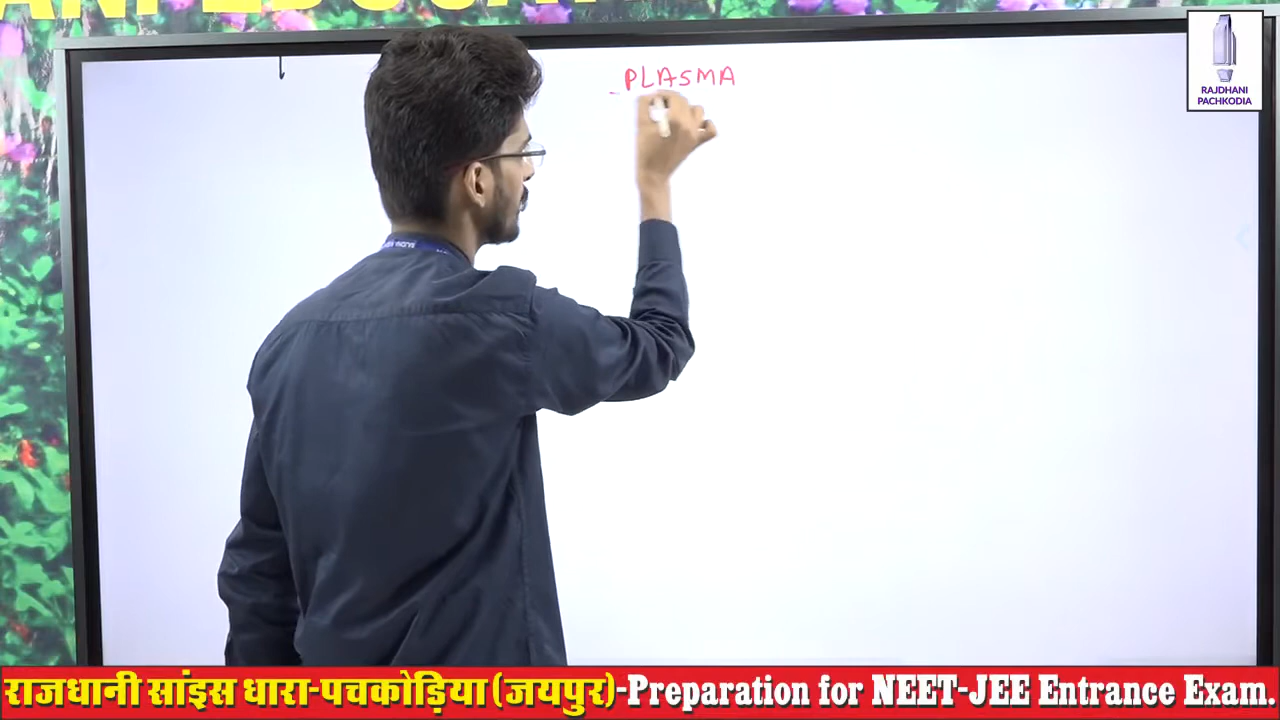 PLASMA
RAJDHANI
PACHKODIA
राजधानी सांइस धारा-पचकोड़िया (जयपुर)-Preparation for NEET-JEE Entrance Exam.